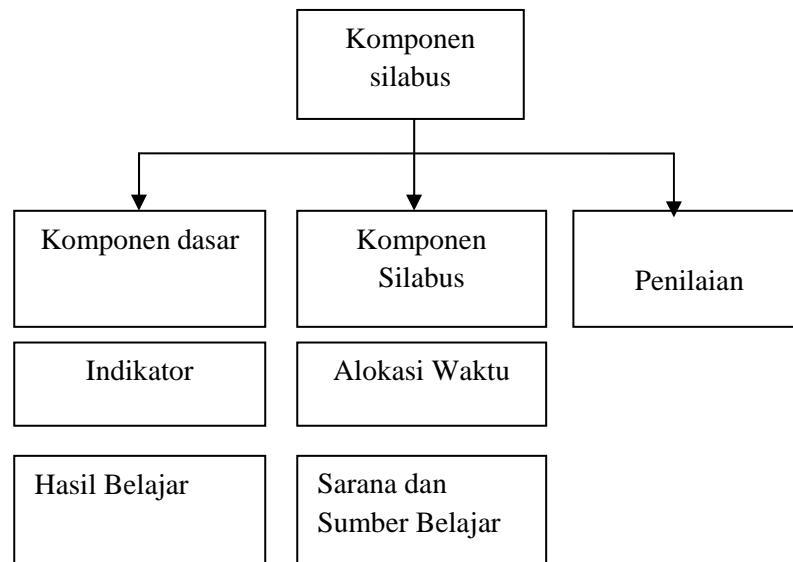 Komponen
silabus
Komponen dasar
Komponen
Silabus
Penilaian
Indikator
Alokasi Waktu
Hasil Belajar
Sarana dan
Sumber Belajar